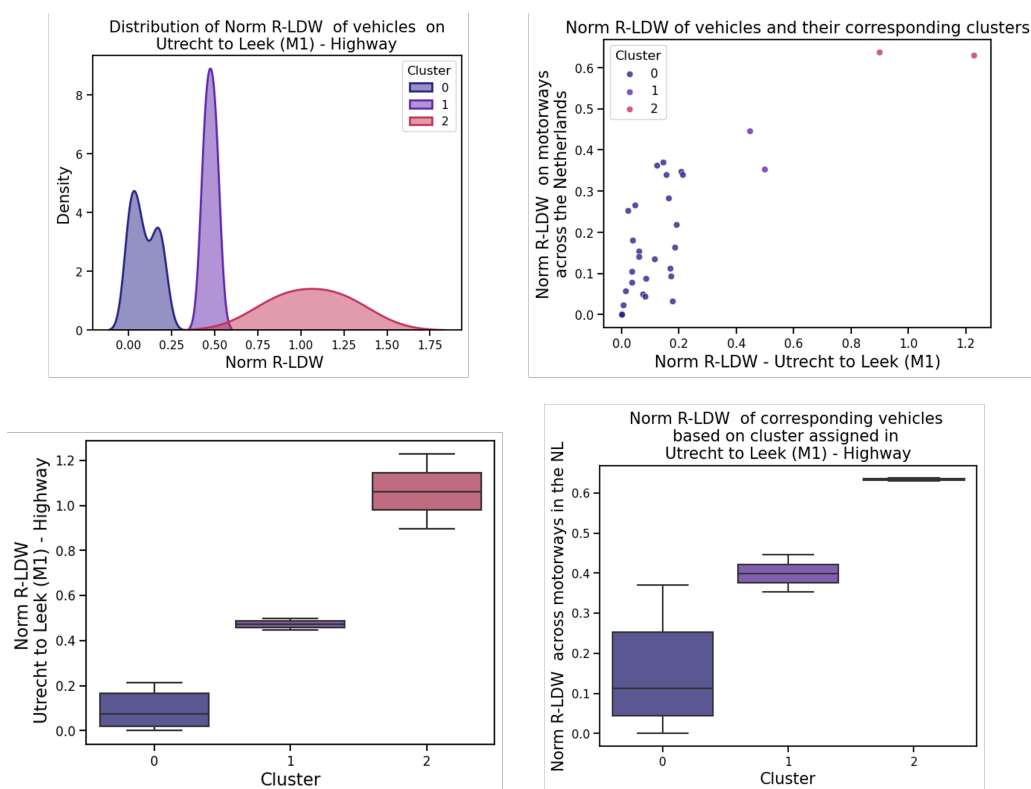 Distribution of Norm R-LDW of vehicles on
Utrecht to Leek (M1) - Highway
Density
8
6
4
2
0
Cluster
0
1
2
0.00 0.25 0.50 0.75 1.00 1.25 1.50 1.75
Norm R-LDW
Norm R-LDW of vehicles and their corresponding clusters
Norm R-LDW on motorways
across the Netherlands
0.6
0.5
0.4
0.3
0.2
0.1
0.0
Cluster
0
1
2
0.0 0.2 0.4 0.6 0.8 1.0 1.2
Norm R-LDW - Utrecht to Leek (M1)
Norm R-LDW
Utrecht to Leek (M1) - Highway
1.2
1.0
0.8
0.6
0.4
0.2
0.0
0 1 2
Cluster
Norm R-LDW of corresponding vehicles
based on cluster assigned in
Utrecht to Leek (M1) - Highway
Norm R-LDW across motorways in the NL
0.6
0.5
0.4
0.3
0.2
0.1
0.0
0 1 2
Cluster